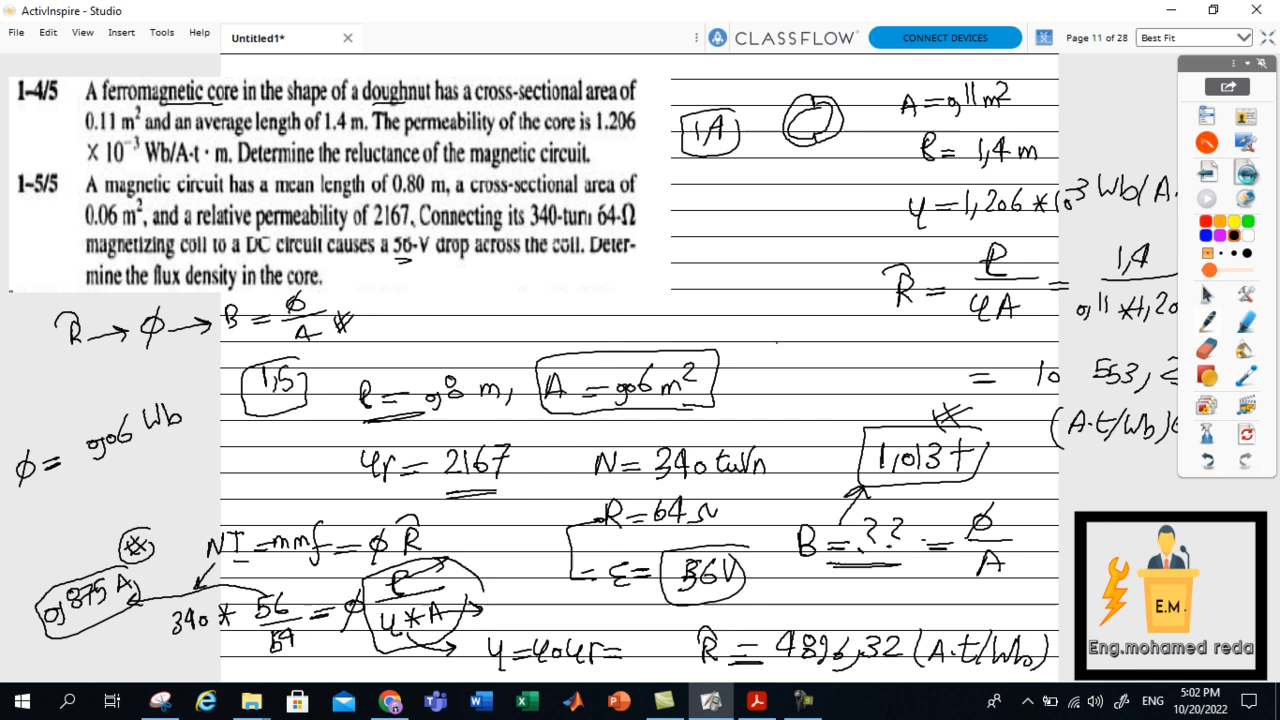 ActivInspire - Studio
File Edit View Insert Tools Help
Untitled1*
CLASSFLOW
CONNECT DEVICES
Page 11 of 28
Best Fit
1-4/5 A ferromagnetic core in the shape of a doughnut has a cross-sectional area of
0.11 m² and an average length of 1.4 m. The permeability of the core is 1.206
× 10⁻³ Wb/A-t · m. Determine the reluctance of the magnetic circuit.
1-5/5 A magnetic circuit has a mean length of 0.80 m, a cross-sectional area of
0.06 m², and a relative permeability of 2167. Connecting its 340-turn 64-Ω
magnetizing coil to a DC circuit causes a 56-V drop across the coil. Deter-
mine the flux density in the core.
A = 0,11 m²
l = 1,4 m
μ = 1,206 * 10⁻³ Wb/A.
R = l / μA = 1,4 / 0,11 *1,20
= 10 553,2
(A.t/Wb)
R → φ → B = φ / A *
1,5
l = 0,8 m, A = 0,06 m²
φ = 0,06 Wb
μr = 2167 N = 340 turn
1,013 t
R = 64 Ω
NI = mmf = φ R
B = ?? = φ / A
ε = 56V
0,875 A
340 * 56 / 64 = φ l / μ * A
μ = μ0 μr =
R = 4896,32 (A.t/Wb)
E.M.
Eng.mohamed reda
ENG
5:02 PM
10/20/2022